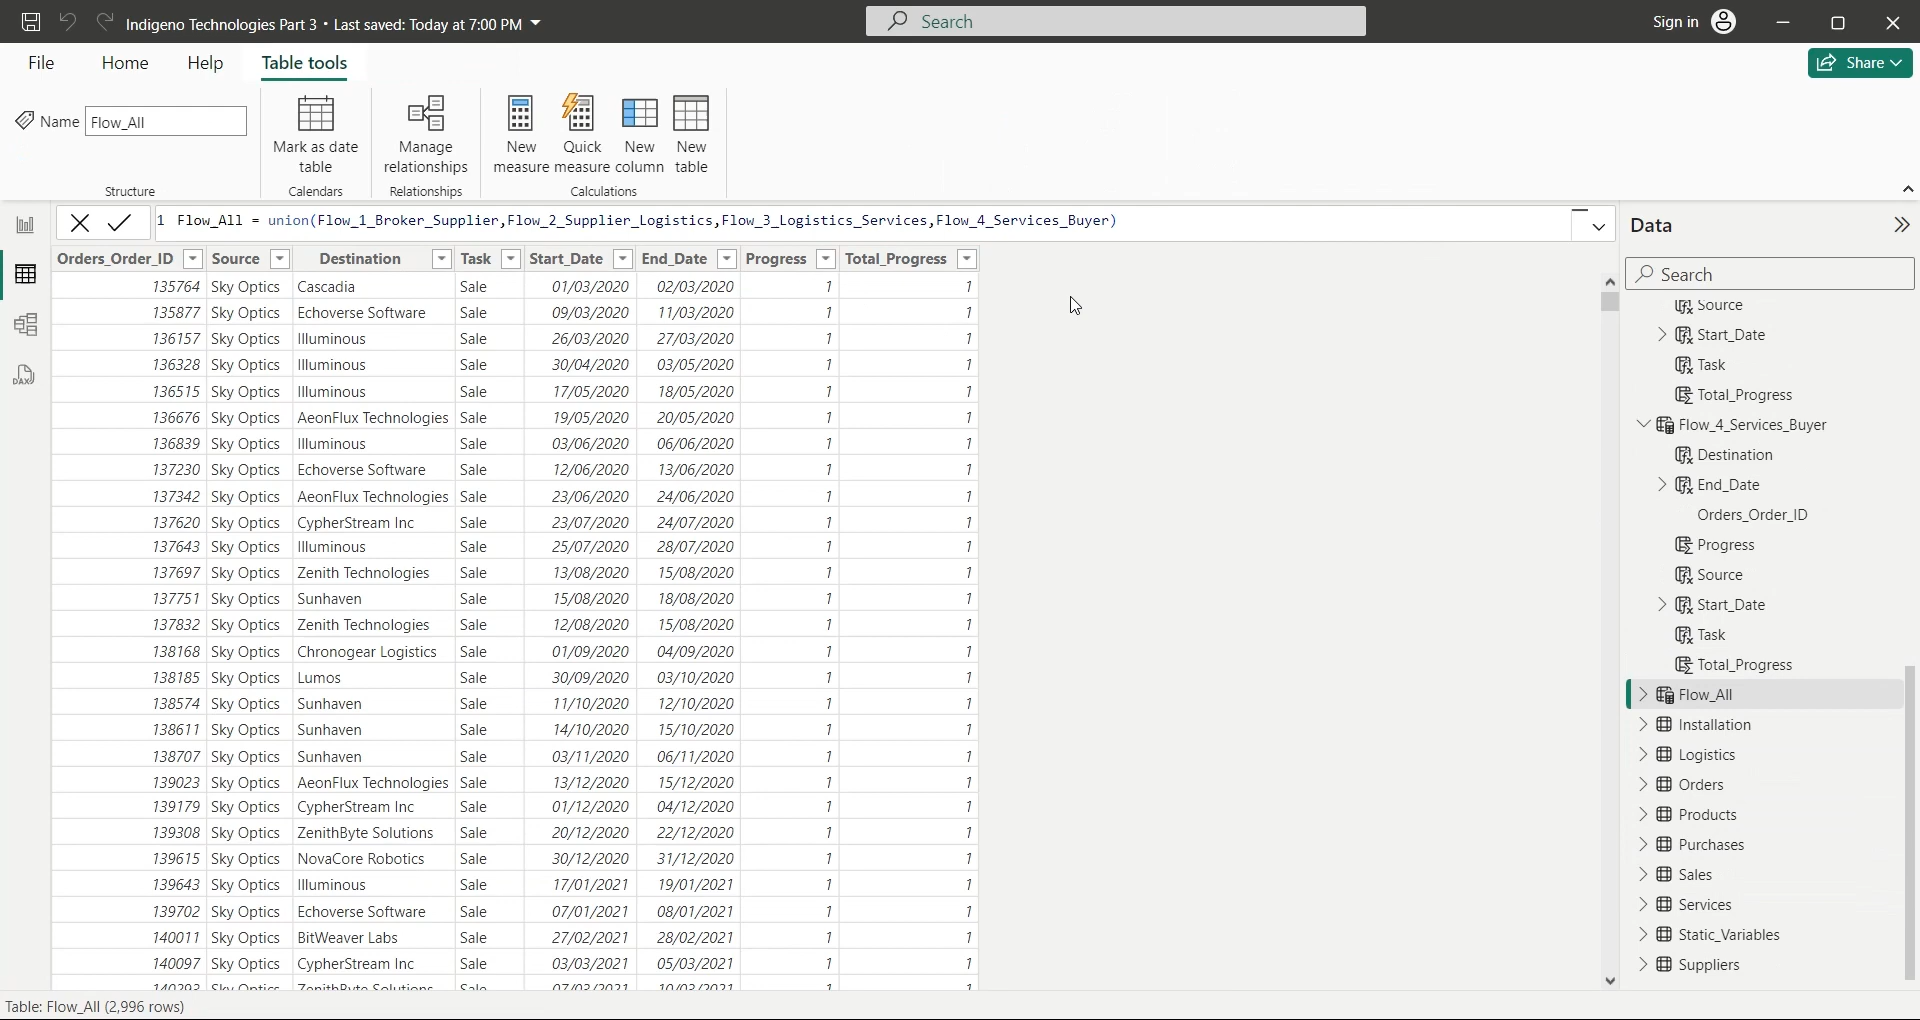 Indigeno Technologies Part 3 • Last saved: Today at 7:00 PM
Search
Sign in
File Home Help Table tools
Share
Name Flow_All
Mark as date table
Manage relationships
New measure
Quick measure
New column
New table
Structure Calendars Relationships Calculations
1 Flow_All = union(Flow_1_Broker_Supplier,Flow_2_Supplier_Logistics,Flow_3_Logistics_Services,Flow_4_Services_Buyer)
Orders_Order_ID Source Destination Task Start_Date End_Date Progress Total_Progress
135764 Sky Optics Cascadia Sale 01/03/2020 02/03/2020 1 1
135877 Sky Optics Echoverse Software Sale 09/03/2020 11/03/2020 1 1
136157 Sky Optics Illuminous Sale 26/03/2020 27/03/2020 1 1
136328 Sky Optics Illuminous Sale 30/04/2020 03/05/2020 1 1
136515 Sky Optics Illuminous Sale 17/05/2020 18/05/2020 1 1
136676 Sky Optics AeonFlux Technologies Sale 19/05/2020 20/05/2020 1 1
136839 Sky Optics Illuminous Sale 03/06/2020 06/06/2020 1 1
137230 Sky Optics Echoverse Software Sale 12/06/2020 13/06/2020 1 1
137342 Sky Optics AeonFlux Technologies Sale 23/06/2020 24/06/2020 1 1
137620 Sky Optics CypherStream Inc Sale 23/07/2020 24/07/2020 1 1
137643 Sky Optics Illuminous Sale 25/07/2020 28/07/2020 1 1
137697 Sky Optics Zenith Technologies Sale 13/08/2020 15/08/2020 1 1
137751 Sky Optics Sunhaven Sale 15/08/2020 18/08/2020 1 1
137832 Sky Optics Zenith Technologies Sale 12/08/2020 15/08/2020 1 1
138168 Sky Optics Chronogear Logistics Sale 01/09/2020 04/09/2020 1 1
138185 Sky Optics Lumos Sale 30/09/2020 03/10/2020 1 1
138574 Sky Optics Sunhaven Sale 11/10/2020 12/10/2020 1 1
138611 Sky Optics Sunhaven Sale 14/10/2020 15/10/2020 1 1
138707 Sky Optics Sunhaven Sale 03/11/2020 06/11/2020 1 1
139023 Sky Optics AeonFlux Technologies Sale 13/12/2020 15/12/2020 1 1
139179 Sky Optics CypherStream Inc Sale 01/12/2020 04/12/2020 1 1
139308 Sky Optics ZenithByte Solutions Sale 20/12/2020 22/12/2020 1 1
139615 Sky Optics NovaCore Robotics Sale 30/12/2020 31/12/2020 1 1
139643 Sky Optics Illuminous Sale 17/01/2021 19/01/2021 1 1
139702 Sky Optics Echoverse Software Sale 07/01/2021 08/01/2021 1 1
140011 Sky Optics BitWeaver Labs Sale 27/02/2021 28/02/2021 1 1
140097 Sky Optics CypherStream Inc Sale 03/03/2021 05/03/2021 1 1
140293 Sky Optics ZenithByte Solutions Sale 07/03/2021 10/03/2021 1 1
Data
Search
Source
Start_Date
Task
Total_Progress
Flow_4_Services_Buyer
Destination
End_Date
Orders_Order_ID
Progress
Source
Start_Date
Task
Total_Progress
Flow_All
Installation
Logistics
Orders
Products
Purchases
Sales
Services
Static_Variables
Suppliers
DAX
Table: Flow_All (2,996 rows)